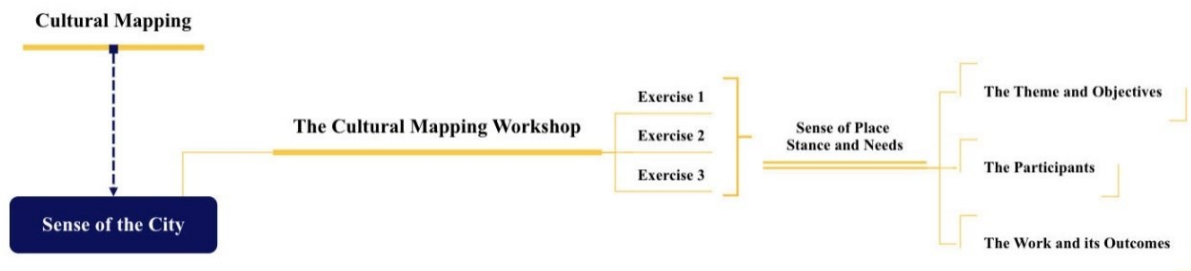 Cultural Mapping
Sense of the City
The Cultural Mapping Workshop
Exercise 1
Exercise 2
Exercise 3
Sense of Place
Stance and Needs
The Theme and Objectives
The Participants
The Work and its Outcomes